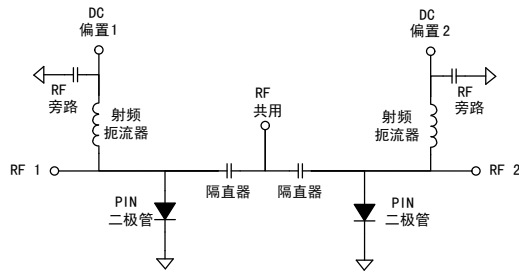 DC
偏置1
DC
偏置2
RF
旁路
射频
扼流器
RF
共用
射频
扼流器
RF
旁路
RF 1
隔直器
隔直器
RF 2
PIN
二极管
PIN
二极管